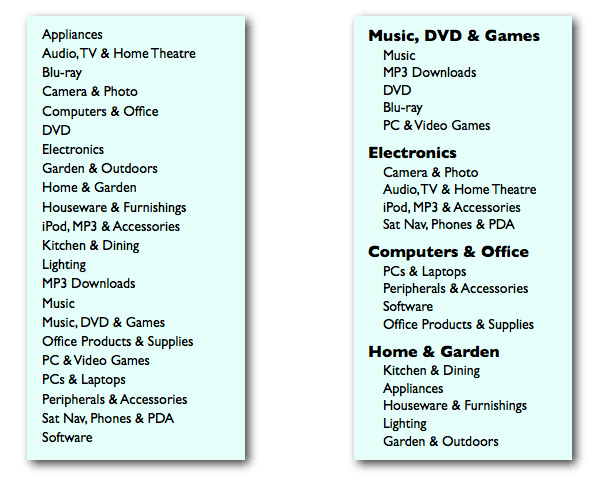 Appliances
Audio, TV & Home Theatre
Blu-ray
Camera & Photo
Computers & Office
DVD
Electronics
Garden & Outdoors
Home & Garden
Houseware & Furnishings
iPod, MP3 & Accessories
Kitchen & Dining
Lighting
MP3 Downloads
Music
Music, DVD & Games
Office Products & Supplies
PC & Video Games
PCs & Laptops
Peripherals & Accessories
Sat Nav, Phones & PDA
Software
Music, DVD & Games
Music
MP3 Downloads
DVD
Blu-ray
PC & Video Games
Electronics
Camera & Photo
Audio, TV & Home Theatre
iPod, MP3 & Accessories
Sat Nav, Phones & PDA
Computers & Office
PCs & Laptops
Peripherals & Accessories
Software
Office Products & Supplies
Home & Garden
Kitchen & Dining
Appliances
Houseware & Furnishings
Lighting
Garden & Outdoors